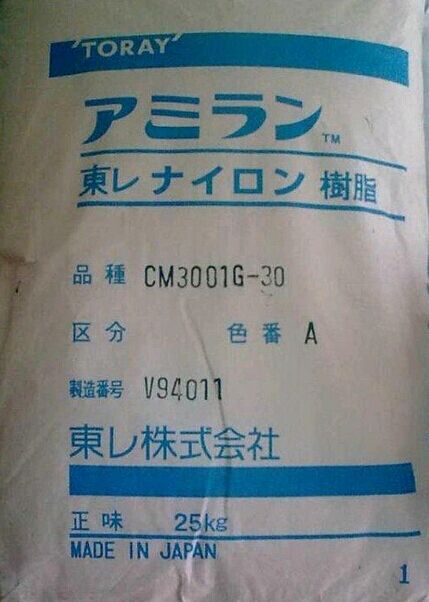 'TORAY'
アミラン™
東レ ナイロン 樹脂
品種 CM3001G-30
区分 色番 A
製造番号 V94011
東レ株式会社
正味 25kg
MADE IN JAPAN
1